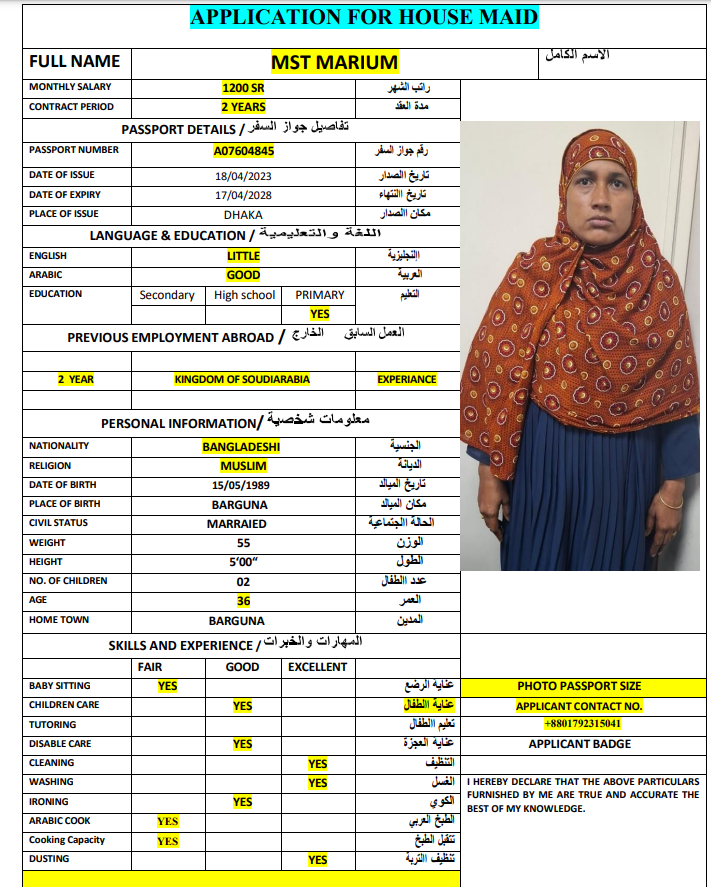 APPLICATION FOR HOUSE MAID
FULL NAME MST MARIUM الاسم الكامل
MONTHLY SALARY 1200 SR راتب الشهر
CONTRACT PERIOD 2 YEARS مدة العقد
PASSPORT DETAILS / تفاصيل جواز السفر
PASSPORT NUMBER A07604845 رقم جواز السفر
DATE OF ISSUE 18/04/2023 تاريخ االصدار
DATE OF EXPIRY 17/04/2028 تاريخ االنتهاء
PLACE OF ISSUE DHAKA مكان االصدار
LANGUAGE & EDUCATION / اللغة والتعليمية
ENGLISH LITTLE االنجليزية
ARABIC GOOD العربية
EDUCATION Secondary High school PRIMARY التعليم
YES
PREVIOUS EMPLOYMENT ABROAD / العمل السابق الخارج
2 YEAR KINGDOM OF SOUDIARABIA EXPERIANCE
PERSONAL INFORMATION/ معلومات شخصية
NATIONALITY BANGLADESHI الجنسية
RELIGION MUSLIM الديانة
DATE OF BIRTH 15/05/1989 تاريخ الميالد
PLACE OF BIRTH BARGUNA مكان الميالد
CIVIL STATUS MARRAIED الحالة االجتماعية
WEIGHT 55 الوزن
HEIGHT 5’00“ الطول
NO. OF CHILDREN 02 عدد االطفال
AGE 36 العمر
HOME TOWN BARGUNA المدين
SKILLS AND EXPERIENCE / المهارات والخبرات
FAIR GOOD EXCELLENT
BABY SITTING YES عناية الرضع
PHOTO PASSPORT SIZE
CHILDREN CARE YES عناية االطفال
APPLICANT CONTACT NO.
TUTORING تعليم االطفال
+8801792315041
DISABLE CARE YES عناية العجزة
APPLICANT BADGE
CLEANING YES التنظيف
WASHING YES الغسل
IRONING YES الكوي
ARABIC COOK YES الطبخ العربي
Cooking Capacity YES تتقبل الطبخ
DUSTING YES تنظيف التربة
I HEREBY DECLARE THAT THE ABOVE PARTICULARS
FURNISHED BY ME ARE TRUE AND ACCURATE THE
BEST OF MY KNOWLEDGE.